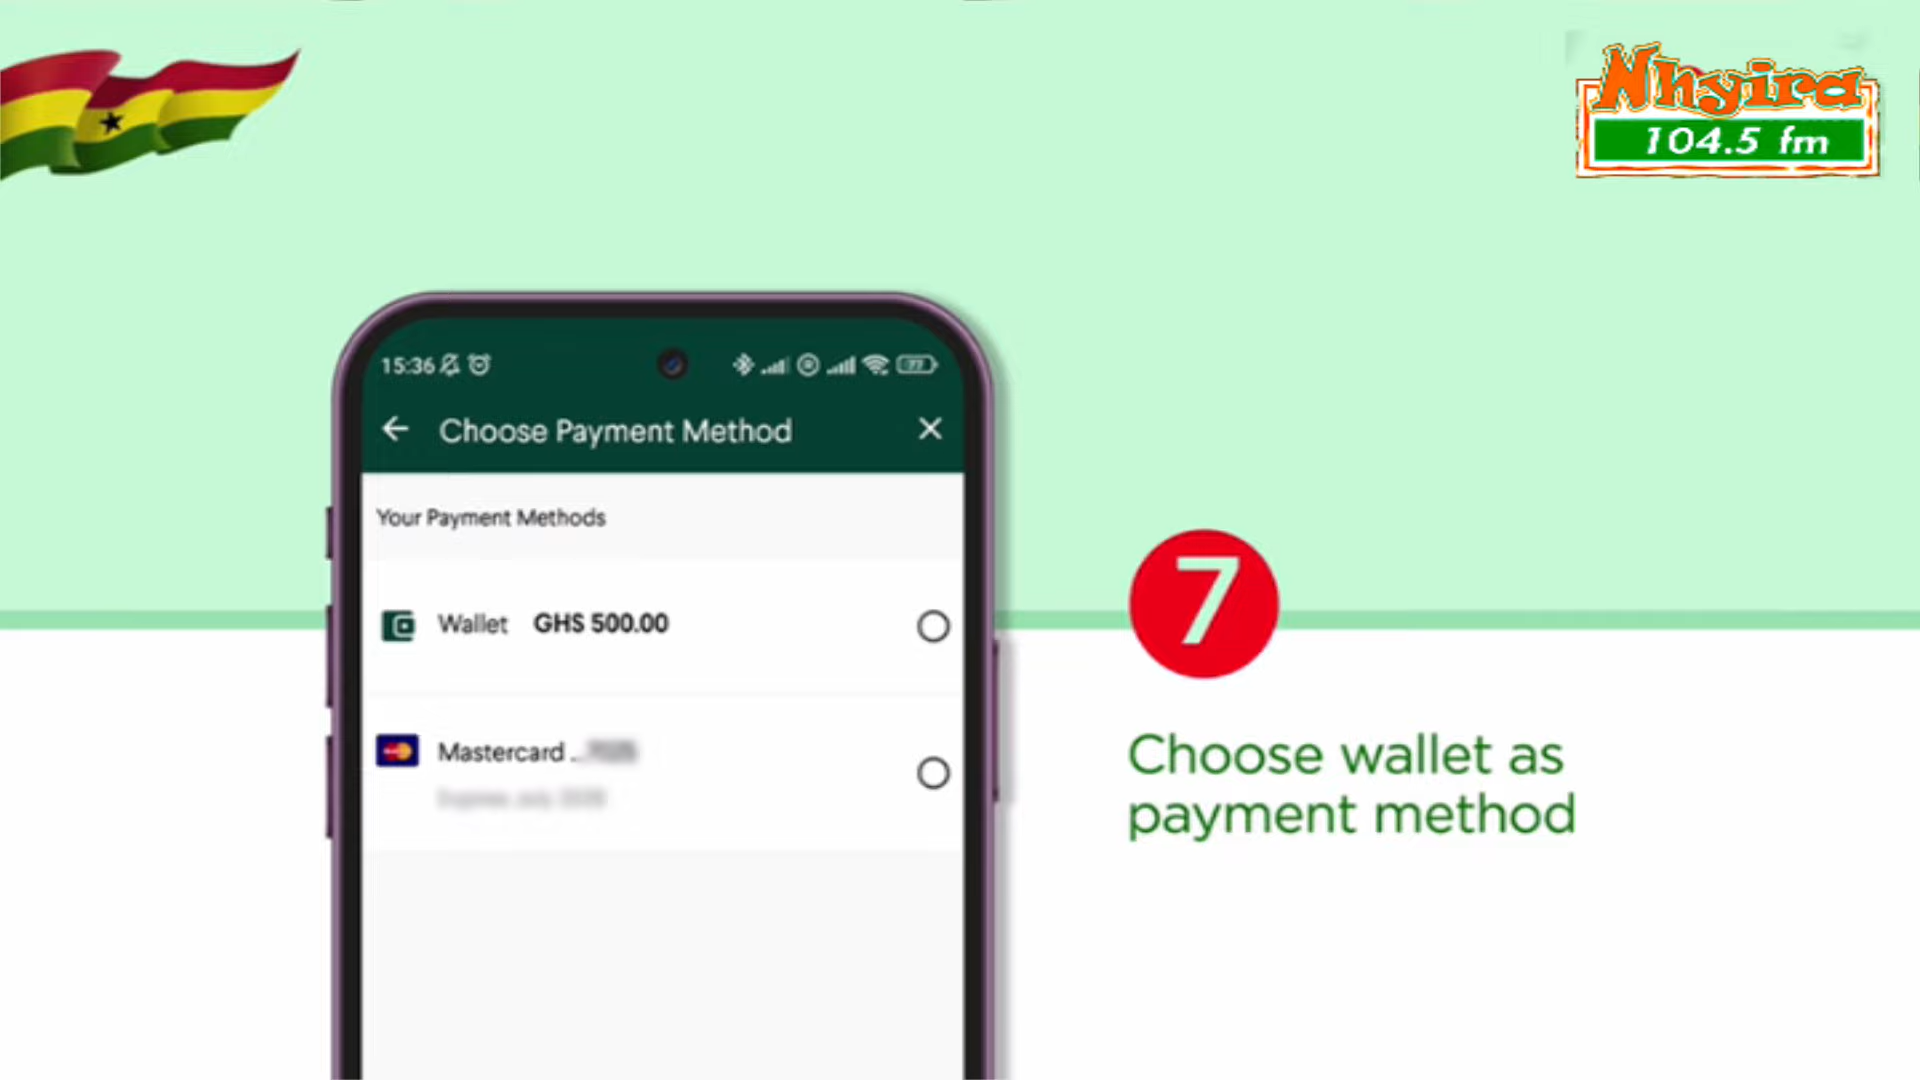 Nhyira
104.5 fm
15:36
77
Choose Payment Method
Your Payment Methods
Wallet GHS 500.00
Mastercard ..
7
Choose wallet as
payment method